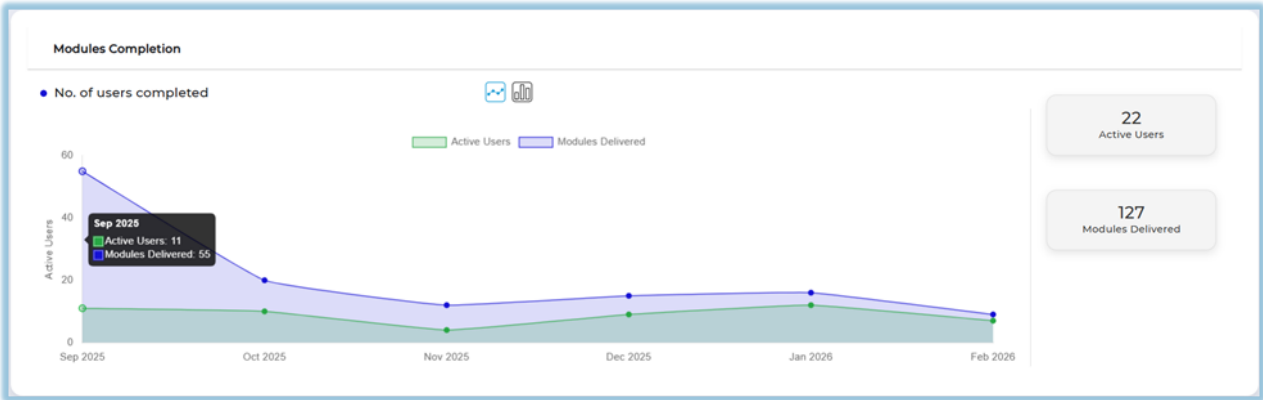 Modules Completion
No. of users completed
Active Users Modules Delivered
60
40
20
0
Active Users
Sep 2025
Active Users: 11
Modules Delivered: 55
Sep 2025 Oct 2025 Nov 2025 Dec 2025 Jan 2026 Feb 2026
22
Active Users
127
Modules Delivered